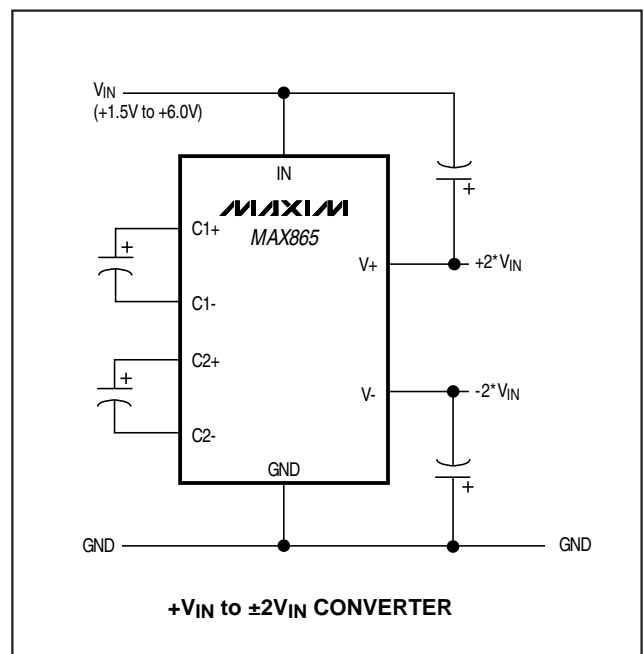 VIN
(+1.5V to +6.0V)
IN
MAXIM
MAX865
C1+
+
C1-
C2+
+
C2-
V+
+
+2*VIN
V-
-2*VIN
+
GND
GND
GND
+VIN to ±2VIN CONVERTER